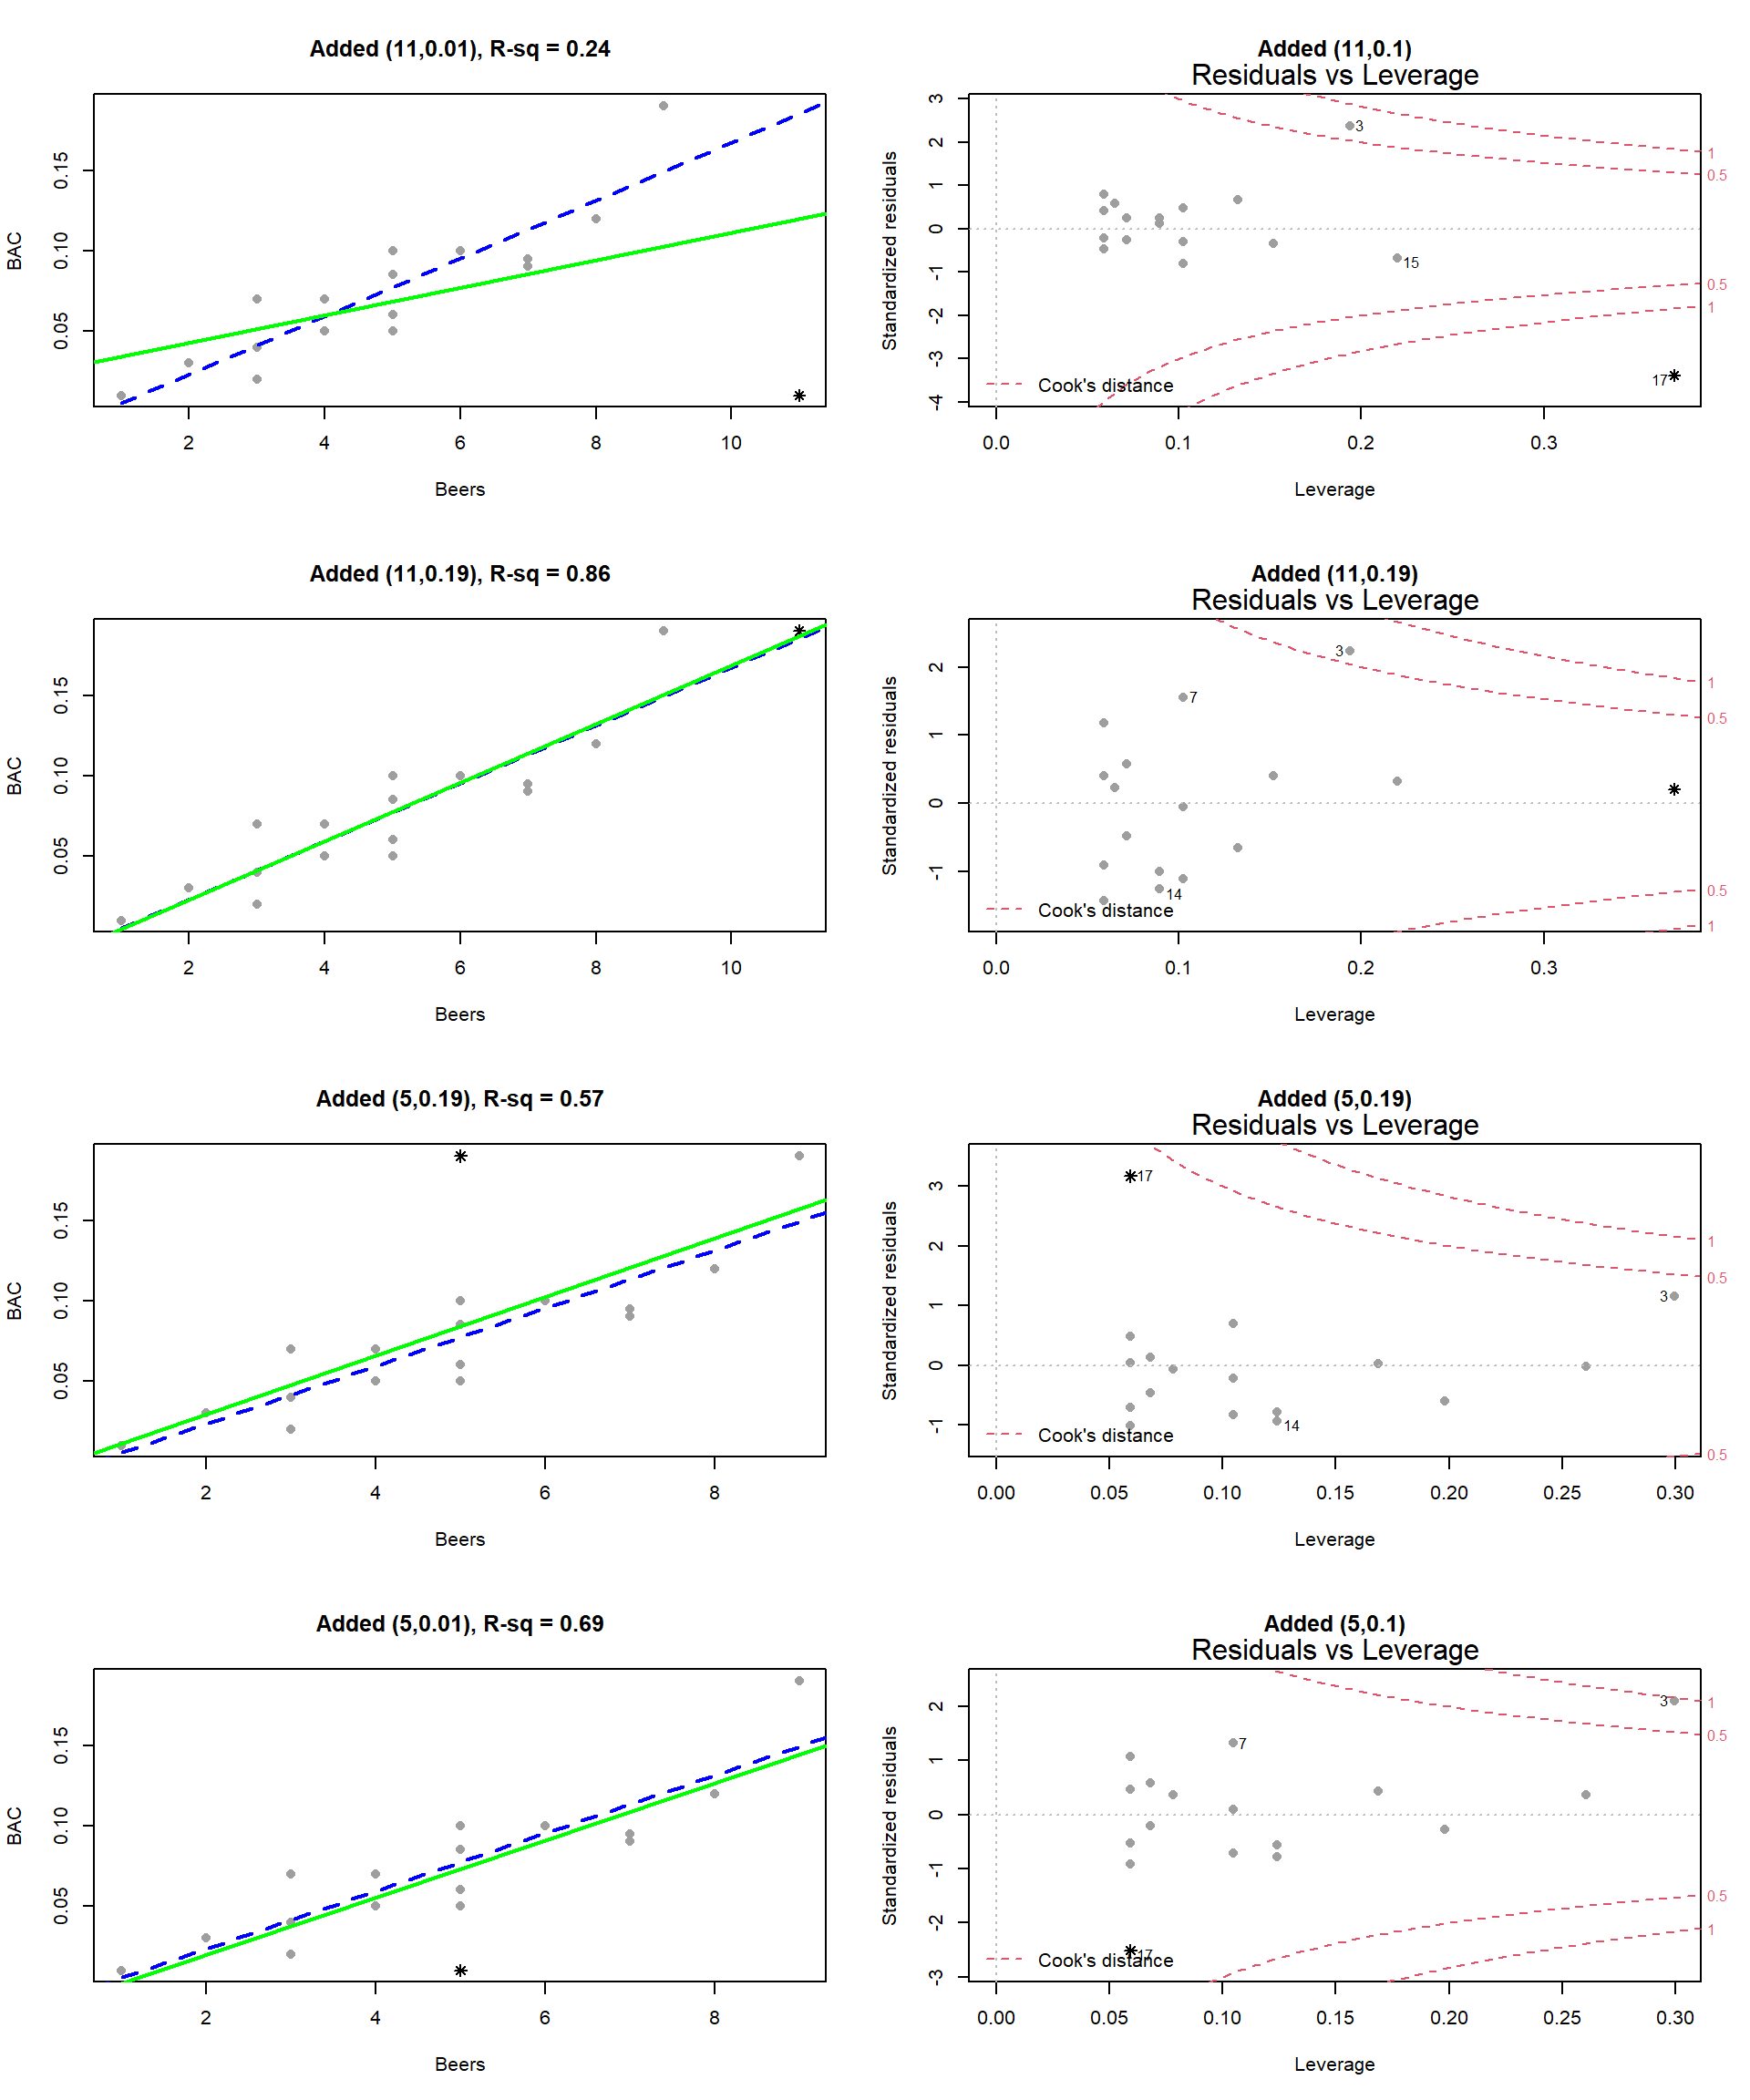 Added (11,0.01), R-sq = 0.24
BAC
0.05 0.10 0.15
2 4 6 8 10
Beers
Added (11,0.1)
Residuals vs Leverage
Standardized residuals
-4 -3 -2 -1 0 1 2 3
3
15
17
1
0.5
0.5
1
Cook's distance
0.0 0.1 0.2 0.3
Leverage
Added (11,0.19), R-sq = 0.86
BAC
0.05 0.10 0.15
2 4 6 8 10
Beers
Added (11,0.19)
Residuals vs Leverage
Standardized residuals
-1 0 1 2
3
7
14
1
0.5
0.5
1
Cook's distance
0.0 0.1 0.2 0.3
Leverage
Added (5,0.19), R-sq = 0.57
BAC
0.05 0.10 0.15
2 4 6 8
Beers
Added (5,0.19)
Residuals vs Leverage
Standardized residuals
-1 0 1 2 3
17
3
14
1
0.5
0.5
Cook's distance
0.00 0.05 0.10 0.15 0.20 0.25 0.30
Leverage
Added (5,0.01), R-sq = 0.69
BAC
0.05 0.10 0.15
2 4 6 8
Beers
Added (5,0.1)
Residuals vs Leverage
Standardized residuals
-3 -2 -1 0 1 2
3
7
17
1
0.5
0.5
1
Cook's distance
0.00 0.05 0.10 0.15 0.20 0.25 0.30
Leverage